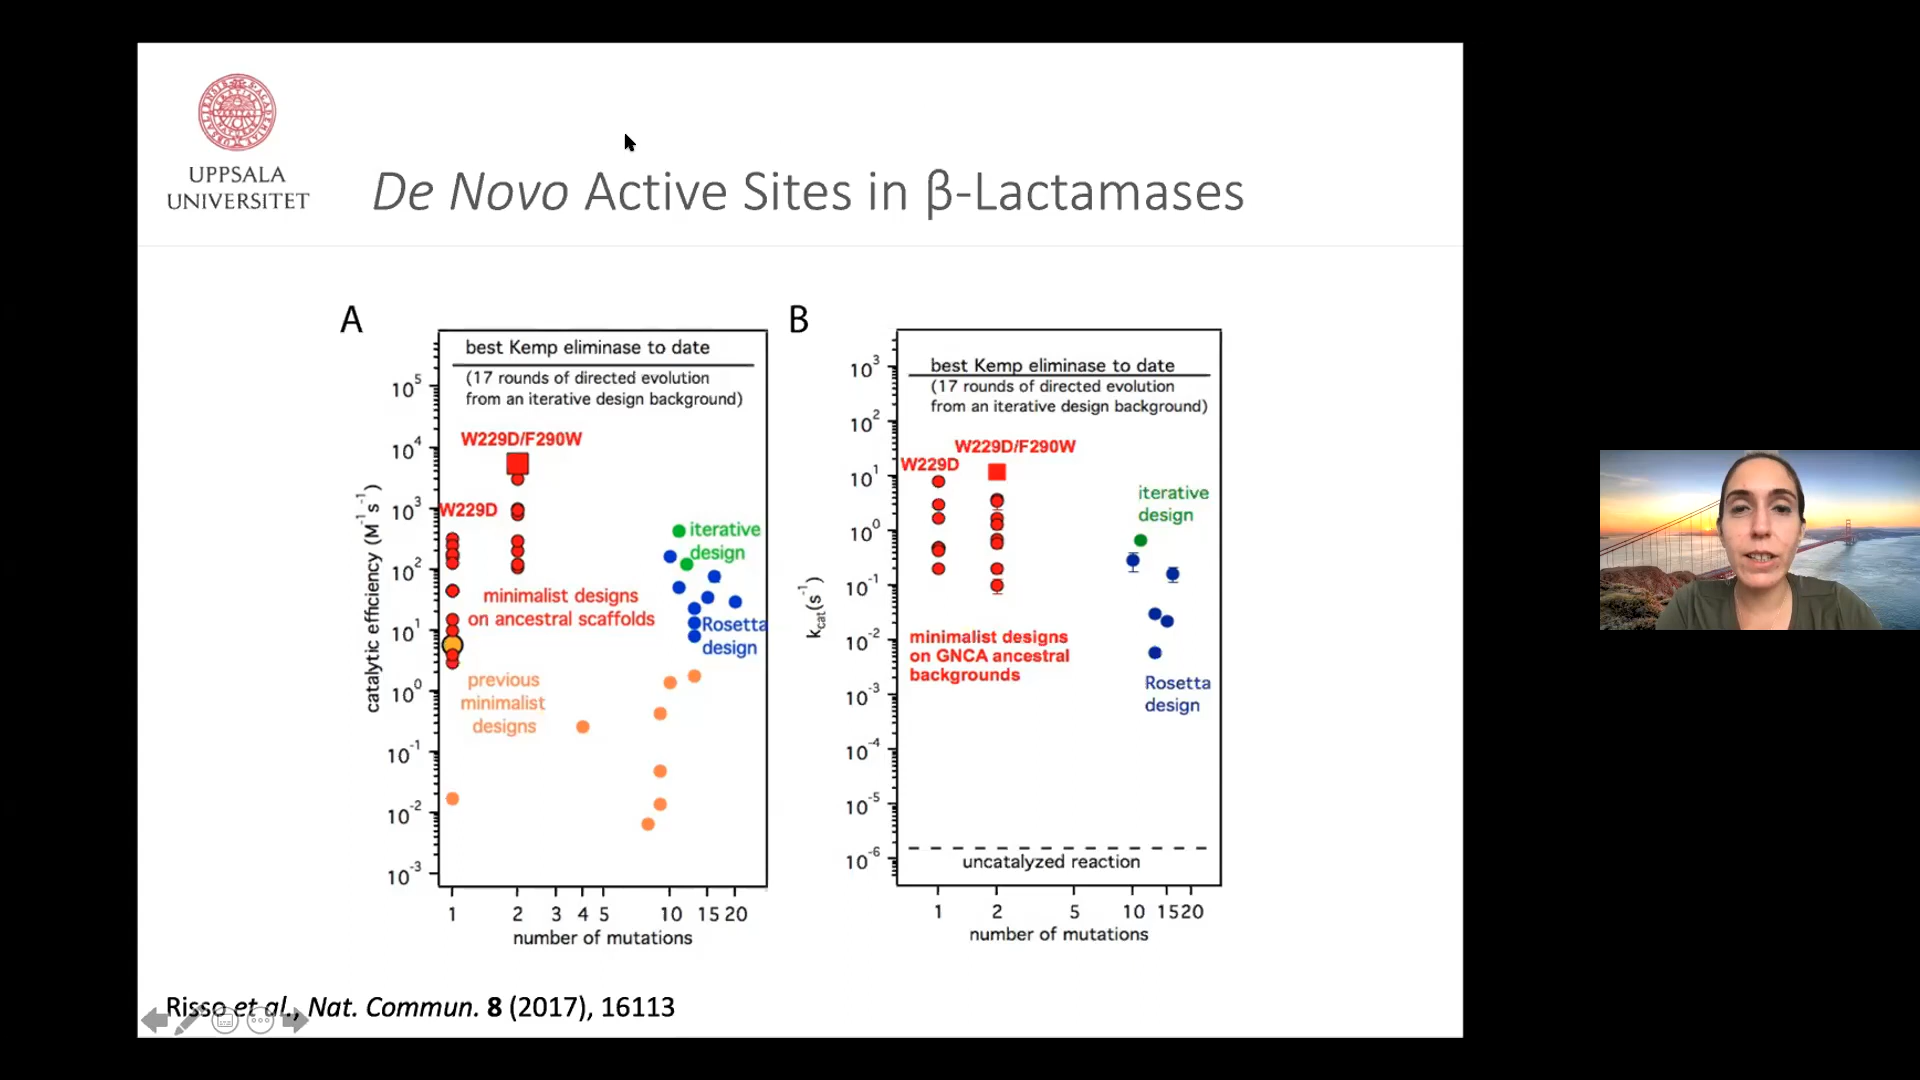 UPPSALA
UNIVERSITET
De Novo Active Sites in β-Lactamases
A
best Kemp eliminase to date
(17 rounds of directed evolution
from an iterative design background)
10^5
10^4
10^3
10^2
10^1
10^0
10^-1
10^-2
10^-3
catalytic efficiency (M^-1 s^-1)
W229D/F290W
W229D
iterative
design
minimalist designs
on ancestral scaffolds
Rosetta
design
previous
minimalist
designs
1 2 3 4 5 10 15 20
number of mutations
B
best Kemp eliminase to date
(17 rounds of directed evolution
from an iterative design background)
10^3
10^2
10^1
10^0
10^-1
10^-2
10^-3
10^-4
10^-5
10^-6
kcat(s^-1)
W229D/F290W
W229D
iterative
design
minimalist designs
on GNCA ancestral
backgrounds
Rosetta
design
uncatalyzed reaction
1 2 5 10 15 20
number of mutations
Risso et al., Nat. Commun. 8 (2017), 16113